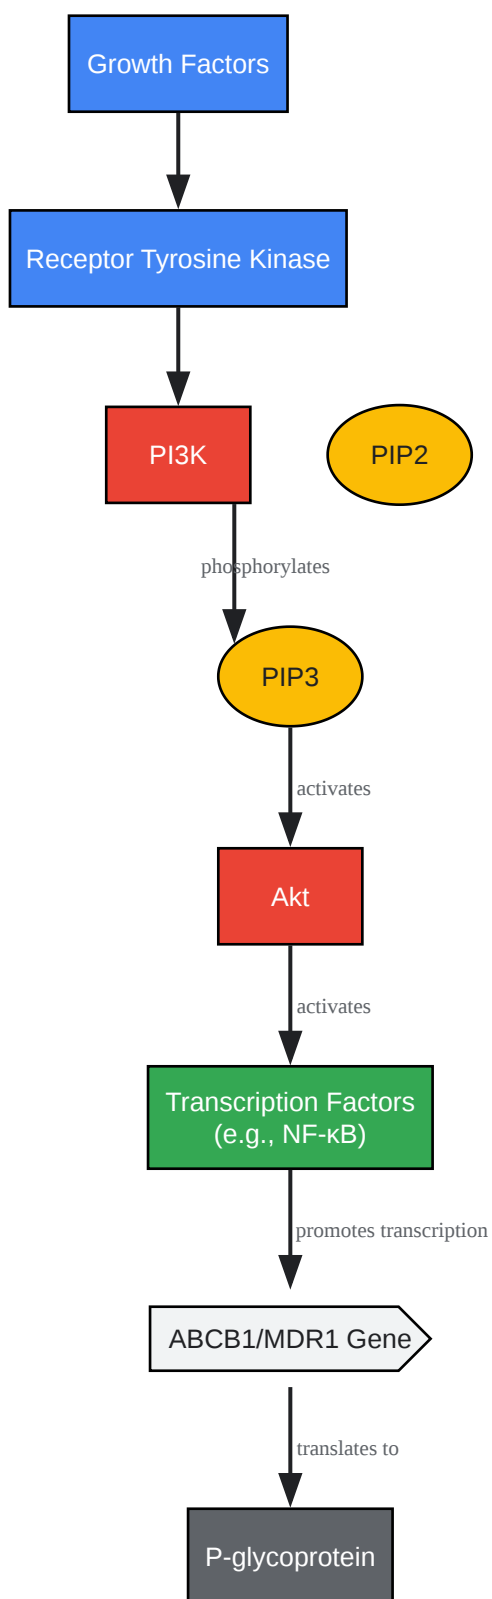 Growth Factors
Receptor Tyrosine Kinase
PI3K
PIP2
phosphorylates
PIP3
activates
Akt
activates
Transcription Factors
(e.g., NF-κB)
promotes transcription
ABCB1/MDR1 Gene
translates to
P-glycoprotein